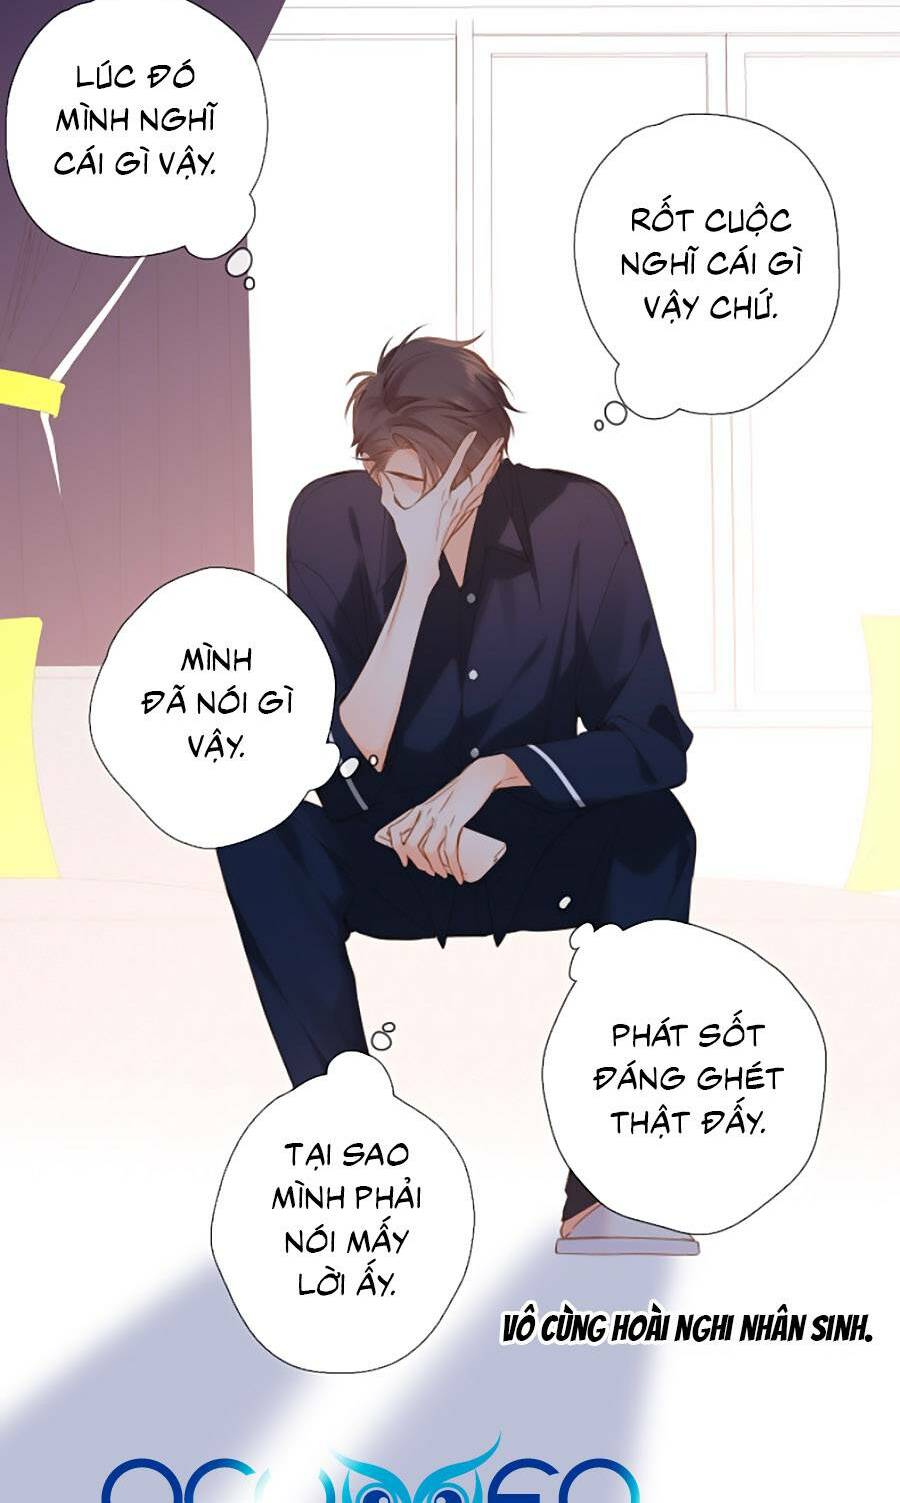 LÚC ĐÓ
MÌNH NGHĨ
CÁI GÌ VẬY.
RỐT CUỘC
NGHĨ CÁI GÌ
VẬY CHỨ.
MÌNH
ĐÃ NÓI GÌ
VẬY.
PHÁT SỐT
ĐÁNG GHÉT
THẬT ĐẤY.
TẠI SAO
MÌNH PHẢI
NÓI MẤY
LỜI ẤY.
VÔ CÙNG HOÀI NGHI NHÂN SINH.